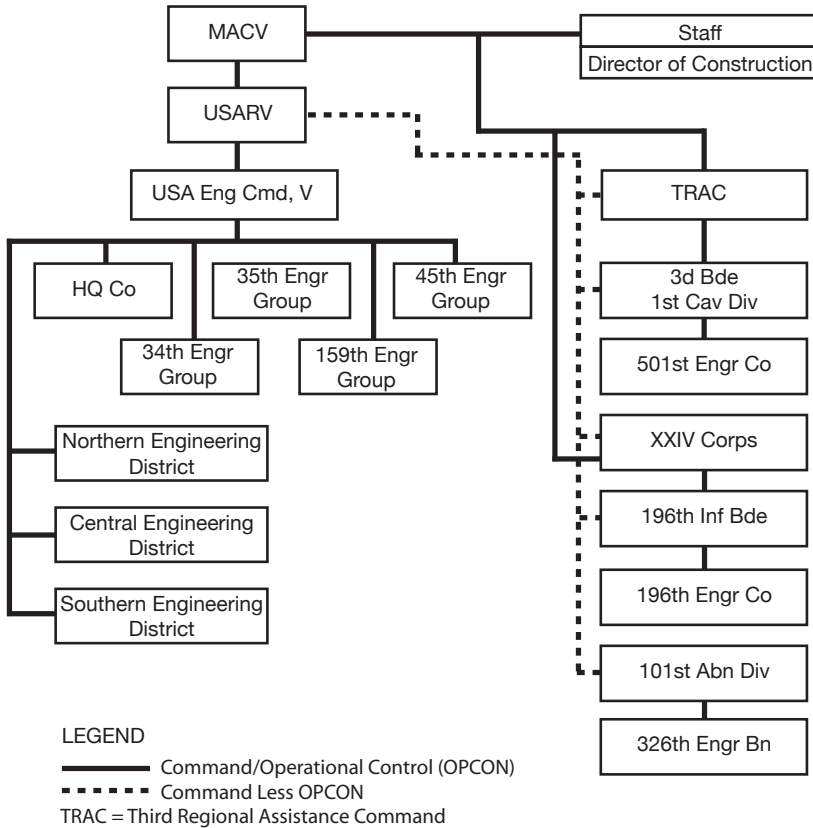 MACV
Staff
Director of Construction
USARV
USA Eng Cmd, V
TRAC
HQ Co
35th Engr
Group
45th Engr
Group
3d Bde
1st Cav Div
34th Engr
Group
159th Engr
Group
501st Engr Co
Northern Engineering
District
XXIV Corps
Central Engineering
District
196th Inf Bde
Southern Engineering
District
196th Engr Co
101st Abn Div
326th Engr Bn
LEGEND
Command/Operational Control (OPCON)
Command Less OPCON
TRAC = Third Regional Assistance Command